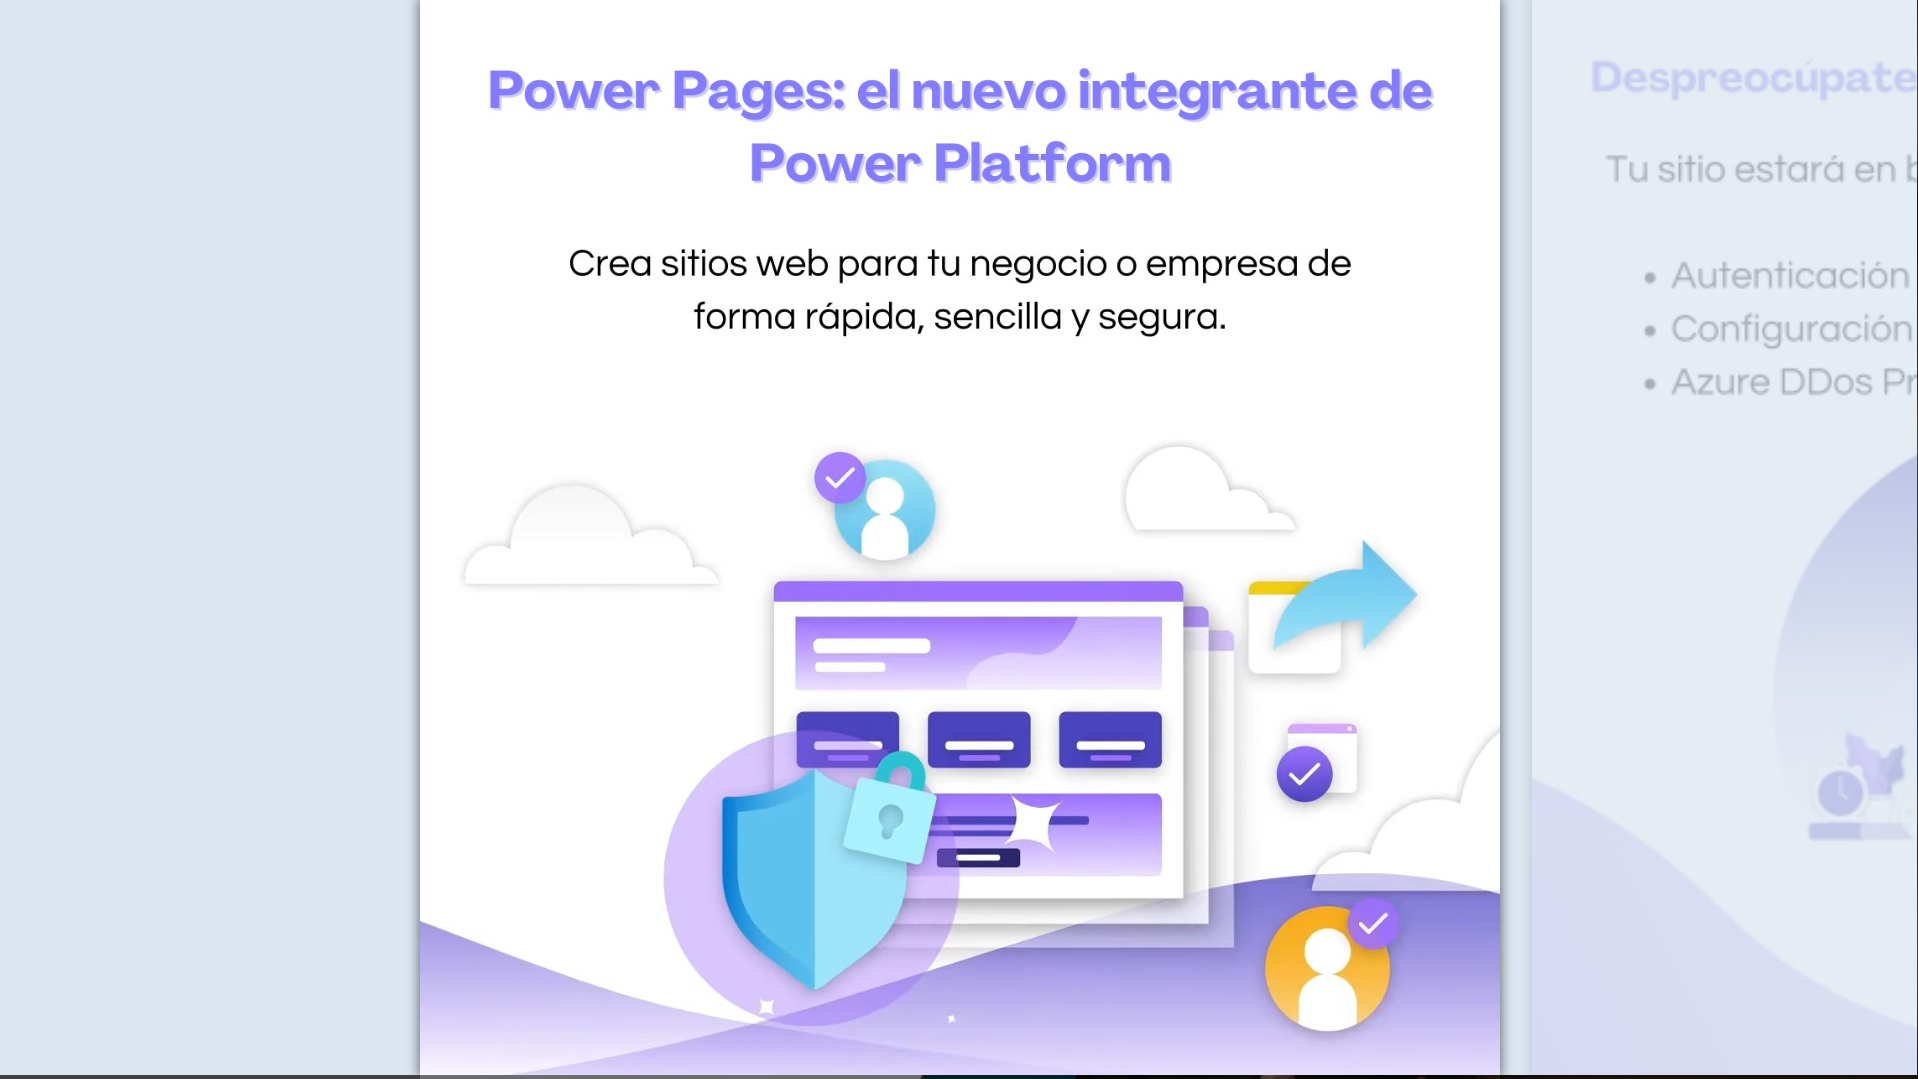 Power Pages: el nuevo integrante de
Power Platform
Crea sitios web para tu negocio o empresa de
forma rápida, sencilla y segura.
Despreocúpate
Tu sitio estará en
• Autenticación
• Configuración
• Azure DDos